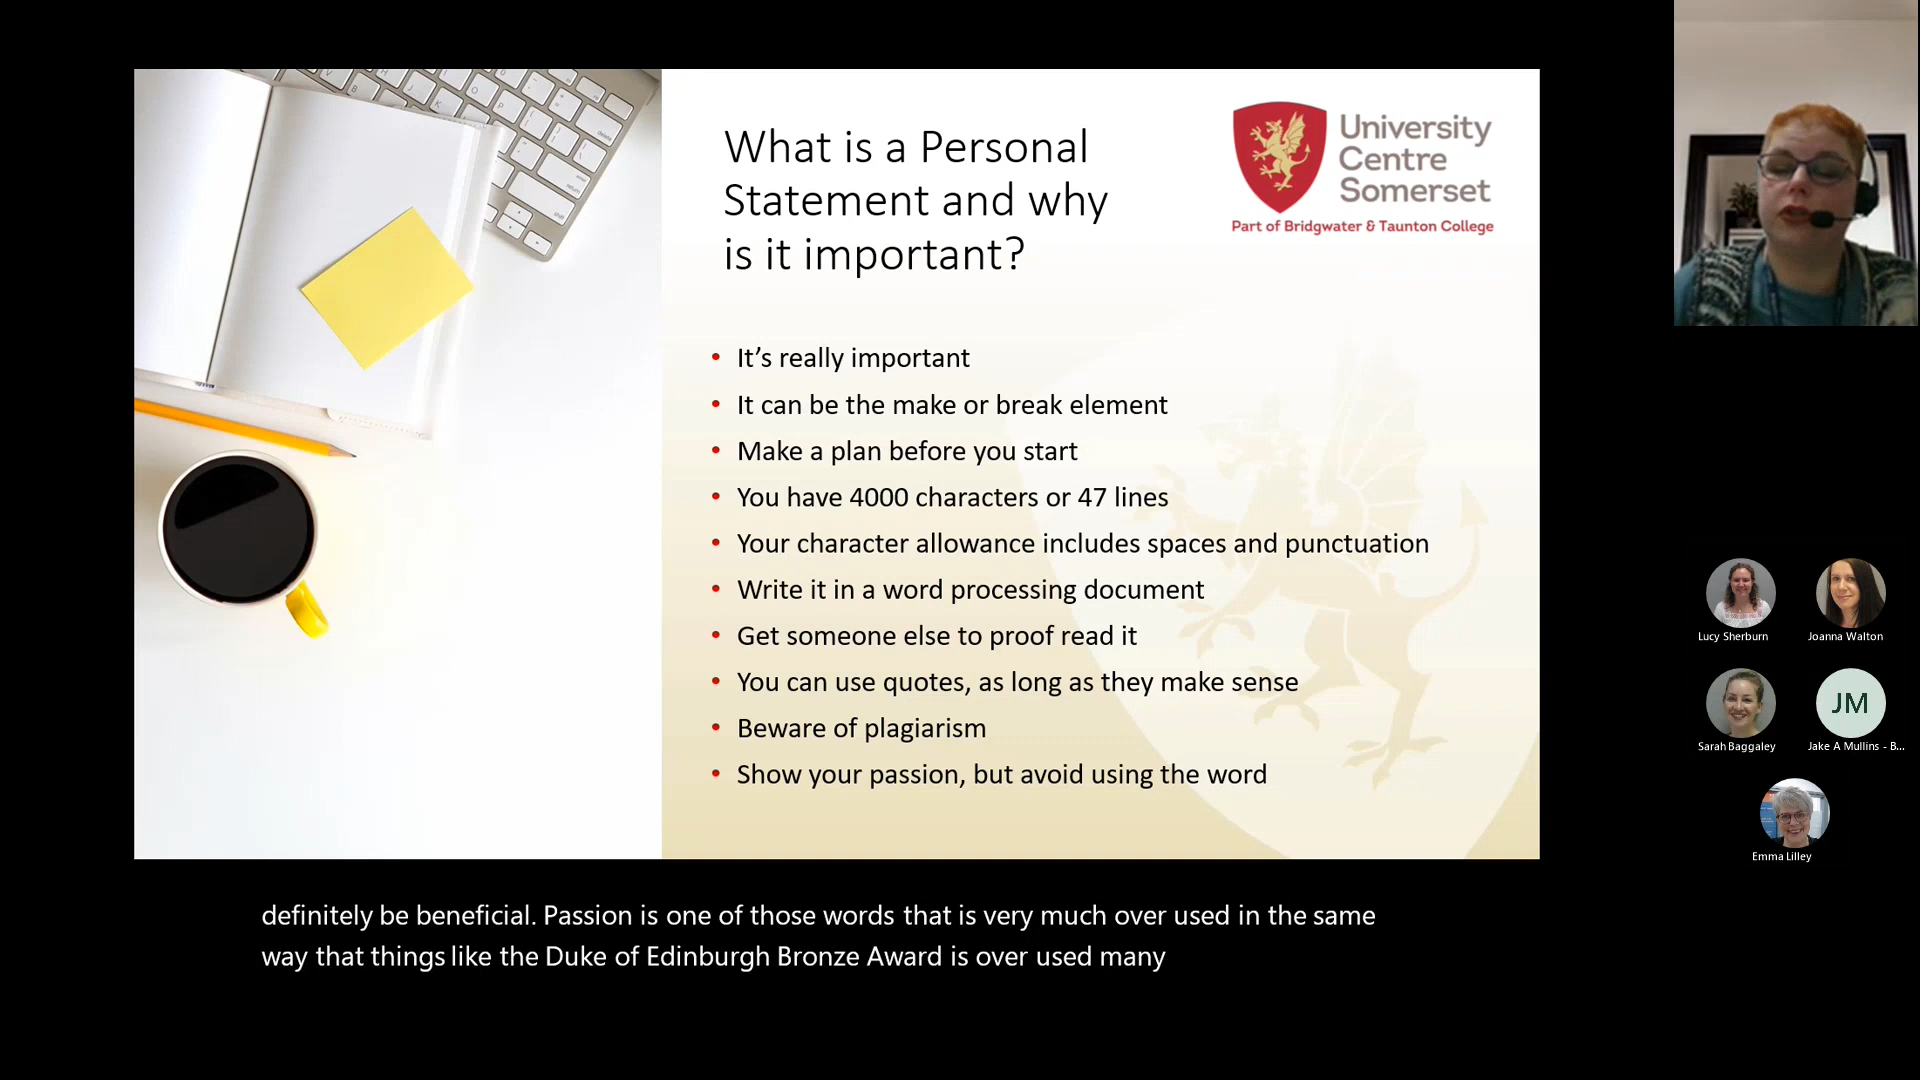 What is a Personal
Statement and why
is it important?
University
Centre
Somerset
Part of Bridgwater & Taunton College
• It’s really important
• It can be the make or break element
• Make a plan before you start
• You have 4000 characters or 47 lines
• Your character allowance includes spaces and punctuation
• Write it in a word processing document
• Get someone else to proof read it
• You can use quotes, as long as they make sense
• Beware of plagiarism
• Show your passion, but avoid using the word
Lucy Sherburn
Joanna Walton
Sarah Baggaley
JM
Jake A Mullins - B...
Emma Lilley
definitely be beneficial. Passion is one of those words that is very much over used in the same
way that things like the Duke of Edinburgh Bronze Award is over used many